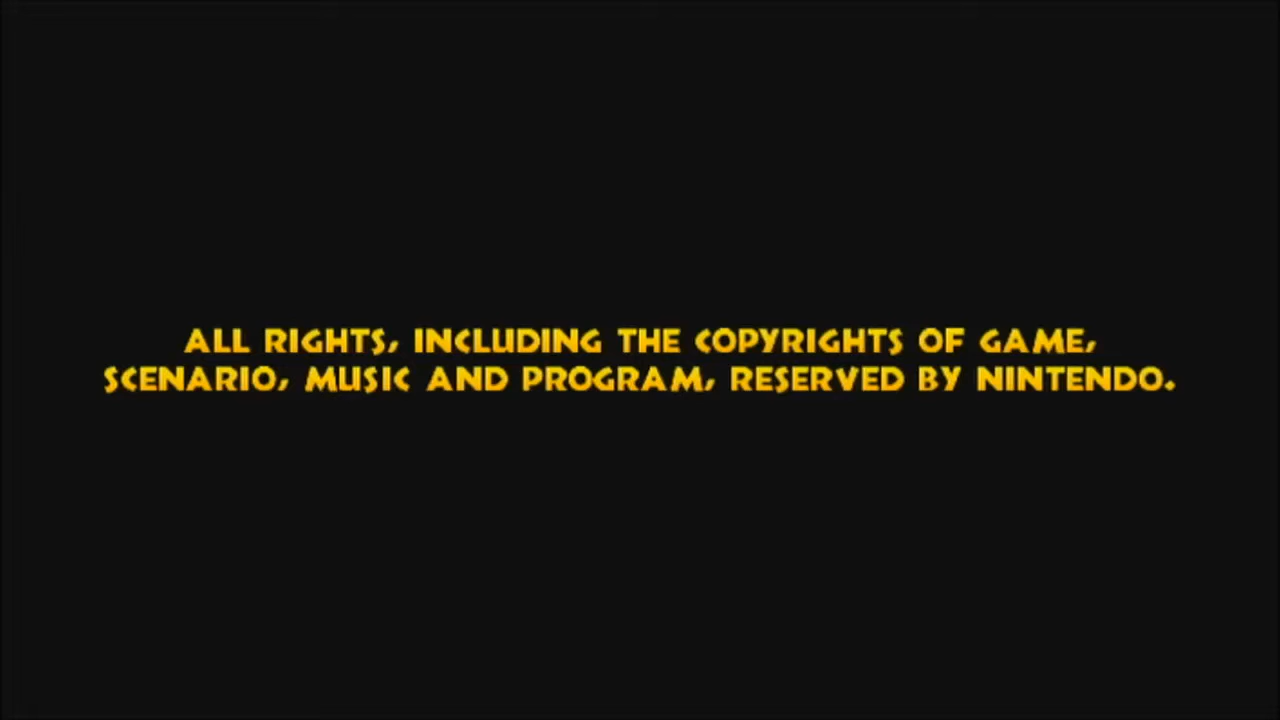 ALL RIGHTS, INCLUDING THE COPYRIGHTS OF GAME,
SCENARIO, MUSIC AND PROGRAM, RESERVED BY NINTENDO.